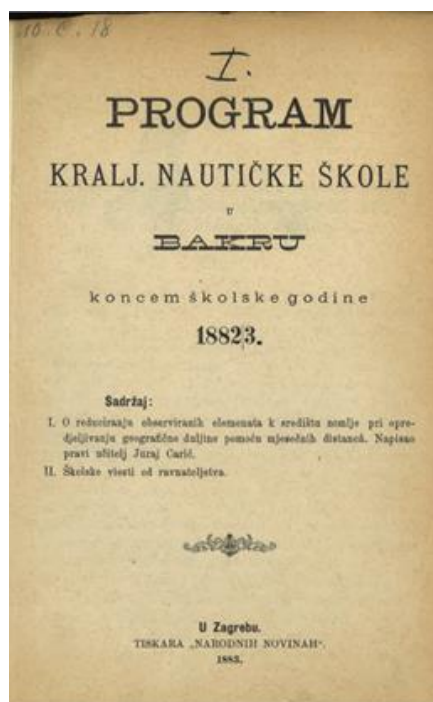 10. C. 18
I.
PROGRAM
KRALJ. NAUTIČKE ŠKOLE
U
BAKRU
koncem školske godine
18823.
Sadržaj:
I. O reduciranju observiranih elemenata k središtu zemlje pri opre-
djeljivanju geografične duljine pomoću mjesečnih distancâ. Napisao
pravi učitelj Juraj Carić.
II. Školske viesti od ravnateljstva.
U Zagrebu.
TISKARA „NARODNIH NOVINAH“.
1883.